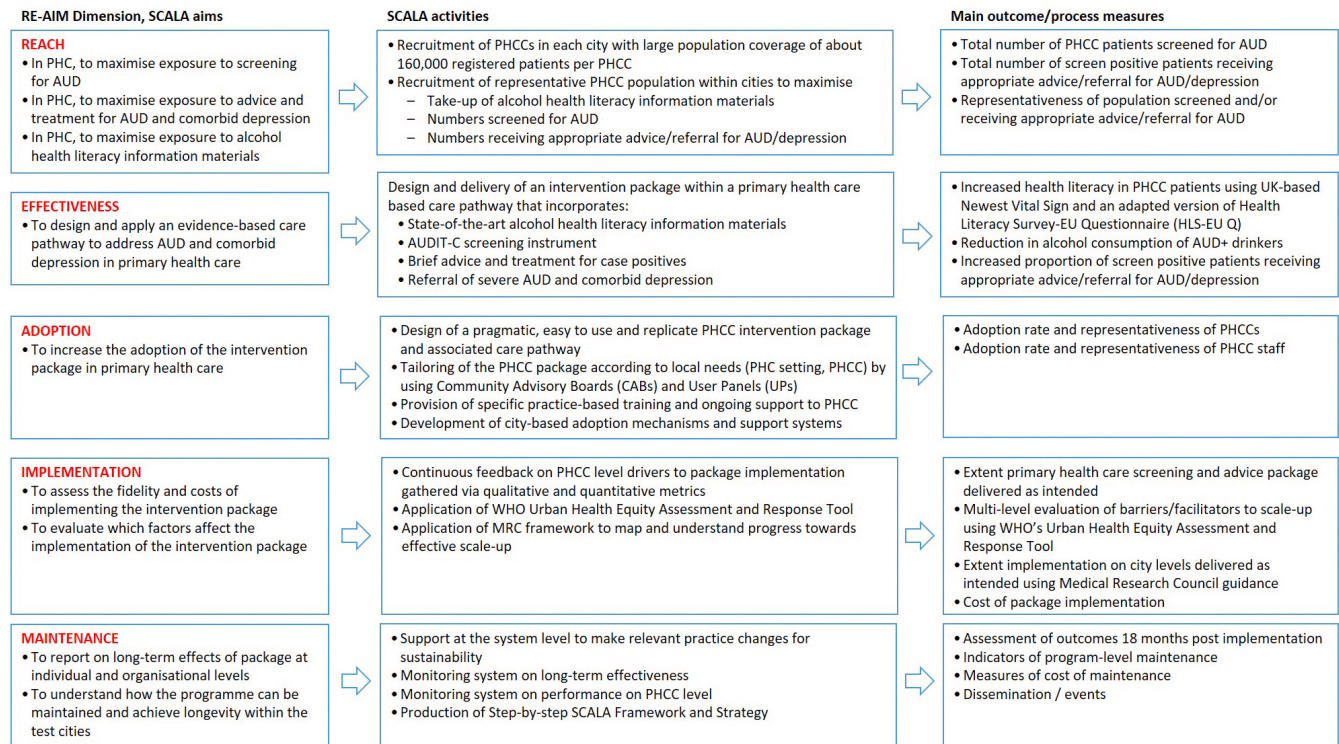 RE-AIM Dimension, SCALA aims
SCALA activities
Main outcome/process measures
REACH
• In PHC, to maximise exposure to screening
for AUD
• In PHC, to maximise exposure to advice and
treatment for AUD and comorbid depression
• In PHC, to maximise exposure to alcohol
health literacy information materials
• Recruitment of PHCCs in each city with large population coverage of about
160,000 registered patients per PHCC
• Recruitment of representative PHCC population within cities to maximise
– Take-up of alcohol health literacy information materials
– Numbers screened for AUD
– Numbers receiving appropriate advice/referral for AUD/depression
• Total number of PHCC patients screened for AUD
• Total number of screen positive patients receiving
appropriate advice/referral for AUD/depression
• Representativeness of population screened and/or
receiving appropriate advice/referral for AUD
EFFECTIVENESS
• To design and apply an evidence-based care
pathway to address AUD and comorbid
depression in primary health care
Design and delivery of an intervention package within a primary health care
based care pathway that incorporates:
• State-of-the-art alcohol health literacy information materials
• AUDIT-C screening instrument
• Brief advice and treatment for case positives
• Referral of severe AUD and comorbid depression
• Increased health literacy in PHCC patients using UK-based
Newest Vital Sign and an adapted version of Health
Literacy Survey-EU Questionnaire (HLS-EU Q)
• Reduction in alcohol consumption of AUD+ drinkers
• Increased proportion of screen positive patients receiving
appropriate advice/referral for AUD/depression
ADOPTION
• To increase the adoption of the intervention
package in primary health care
• Design of a pragmatic, easy to use and replicate PHCC intervention package
and associated care pathway
• Tailoring of the PHCC package according to local needs (PHC setting, PHCC) by
using Community Advisory Boards (CABs) and User Panels (UPs)
• Provision of specific practice-based training and ongoing support to PHCC
• Development of city-based adoption mechanisms and support systems
• Adoption rate and representativeness of PHCCs
• Adoption rate and representativeness of PHCC staff
IMPLEMENTATION
• To assess the fidelity and costs of
implementing the intervention package
• To evaluate which factors affect the
implementation of the intervention package
• Continuous feedback on PHCC level drivers to package implementation
gathered via qualitative and quantitative metrics
• Application of WHO Urban Health Equity Assessment and Response Tool
• Application of MRC framework to map and understand progress towards
effective scale-up
• Extent primary health care screening and advice package
delivered as intended
• Multi-level evaluation of barriers/facilitators to scale-up
using WHO's Urban Health Equity Assessment and
Response Tool
• Extent implementation on city levels delivered as
intended using Medical Research Council guidance
• Cost of package implementation
MAINTENANCE
• To report on long-term effects of package at
individual and organisational levels
• To understand how the programme can be
maintained and achieve longevity within the
test cities
• Support at the system level to make relevant practice changes for
sustainability
• Monitoring system on long-term effectiveness
• Monitoring system on performance on PHCC level
• Production of Step-by-step SCALA Framework and Strategy
• Assessment of outcomes 18 months post implementation
• Indicators of program-level maintenance
• Measures of cost of maintenance
• Dissemination / events